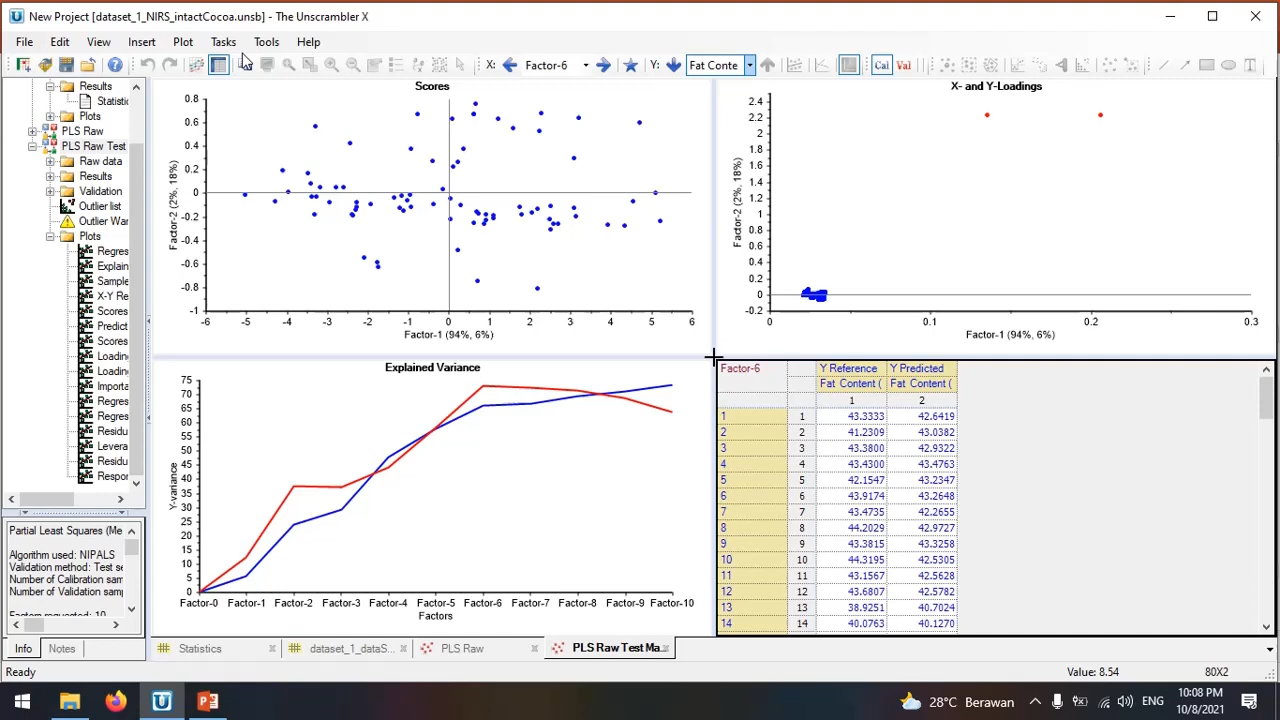 New Project [dataset_1_NIRS_intactCocoa.unsb] - The Unscrambler X
File Edit View Insert Plot Tasks Tools Help
X: Factor-6 Y: Fat Conte Cal Val
Results
Statistic
Plots
PLS Raw
PLS Raw Test
Raw data
Results
Validation
Outlier list
Outlier War
Plots
Regres
Explain
Sample
X-Y Re
Scores
Predict
Scores
Loading
Loading
Importa
Regres
Regres
Residu
Levera
Residu
Respor
Partial Least Squares (Me
Algorithm used: NIPALS
Validation method: Test se
Number of Calibration sam
Number of Validation samp
Factors requested: 10
Info Notes
Scores
0.8
0.6
0.4
0.2
0
-0.2
-0.4
-0.6
-0.8
-1
Factor-2 (2%, 18%)
-6 -5 -4 -3 -2 -1 0 1 2 3 4 5 6
Factor-1 (94%, 6%)
X- and Y-Loadings
2.4
2.2
2
1.8
1.6
1.4
1.2
1
0.8
0.6
0.4
0.2
0
-0.2
Factor-2 (2%, 18%)
0 0.1 0.2 0.3
Factor-1 (94%, 6%)
Explained Variance
75
70
65
60
55
50
45
40
35
30
25
20
15
10
5
0
Y-variance
Factor-0 Factor-1 Factor-2 Factor-3 Factor-4 Factor-5 Factor-6 Factor-7 Factor-8 Factor-9 Factor-10
Factors
Factor-6 Y Reference Y Predicted
Fat Content ( Fat Content (
1 2
1 1 43.3333 42.6419
2 2 41.2309 43.0382
3 3 43.3800 42.9322
4 4 43.4300 43.4763
5 5 42.1547 43.2347
6 6 43.9174 43.2648
7 7 43.4735 42.2655
8 8 44.2029 42.9727
9 9 43.3815 43.3258
10 10 44.3195 42.5305
11 11 43.1567 42.5628
12 12 43.6807 42.5782
13 13 38.9251 40.7024
14 14 40.0763 40.1270
Statistics dataset_1_dataS... PLS Raw PLS Raw Test Ma...
Ready Value: 8.54 80X2
28°C Berawan ENG 10:08 PM
10/8/2021